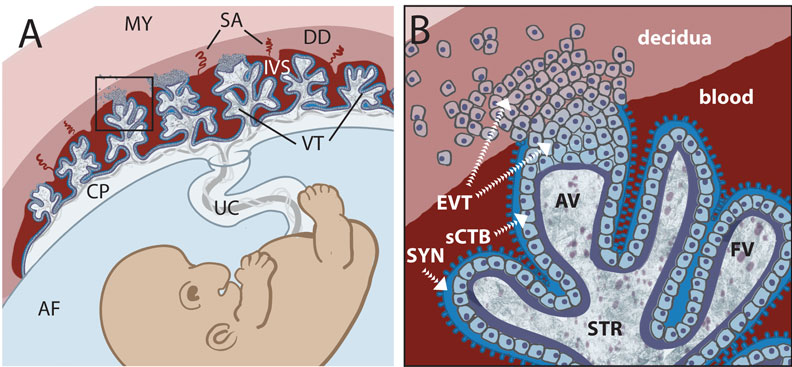 A
MY
SA
DD
IVS
VT
CP
UC
AF
B
decidua
blood
EVT
AV
sCTB
SYN
FV
STR